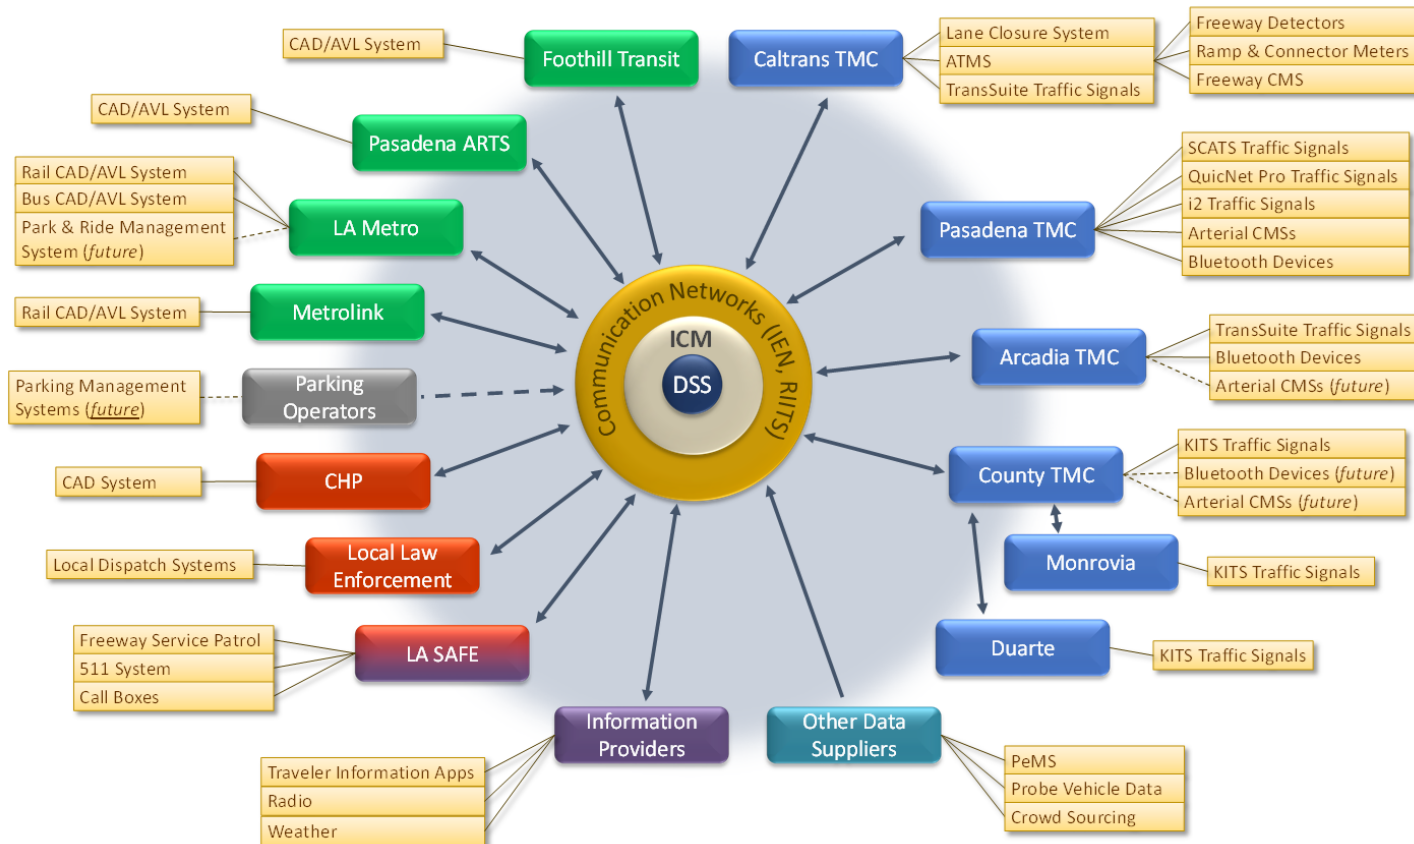 CAD/AVL System
Foothill Transit
Caltrans TMC
Lane Closure System
ATMS
TransSuite Traffic Signals
Freeway Detectors
Ramp & Connector Meters
Freeway CMS
CAD/AVL System
Pasadena ARTS
Rail CAD/AVL System
Bus CAD/AVL System
Park & Ride Management
System (future)
LA Metro
Pasadena TMC
SCATS Traffic Signals
QuicNet Pro Traffic Signals
i2 Traffic Signals
Arterial CMSs
Bluetooth Devices
Rail CAD/AVL System
Metrolink
Communication Networks (IEN, RIITS)
ICM
DSS
Arcadia TMC
TransSuite Traffic Signals
Bluetooth Devices
Arterial CMSs (future)
Parking Management
Systems (future)
Parking
Operators
CAD System
CHP
County TMC
KITS Traffic Signals
Bluetooth Devices (future)
Arterial CMSs (future)
Local Dispatch Systems
Local Law
Enforcement
Monrovia
KITS Traffic Signals
Freeway Service Patrol
511 System
Call Boxes
LA SAFE
Duarte
KITS Traffic Signals
Information
Providers
Traveler Information Apps
Radio
Weather
Other Data
Suppliers
PeMS
Probe Vehicle Data
Crowd Sourcing